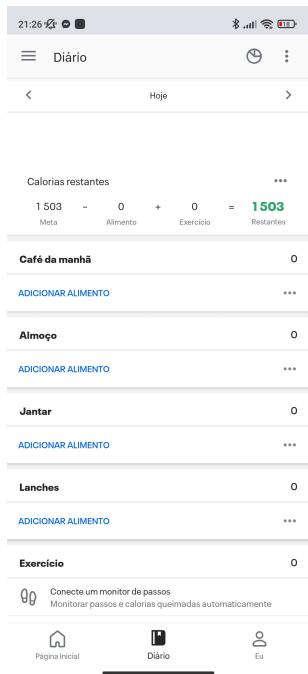 21:26
18
Diário
Hoje
Calorias restantes
1 503 - 0 + 0 = 1 503
Meta Alimento Exercício Restantes
Café da manhã 0
ADICIONAR ALIMENTO
Almoço 0
ADICIONAR ALIMENTO
Jantar 0
ADICIONAR ALIMENTO
Lanches 0
ADICIONAR ALIMENTO
Exercício 0
Conecte um monitor de passos
Monitorar passos e calorias queimadas automaticamente
Página Inicial Diário Eu